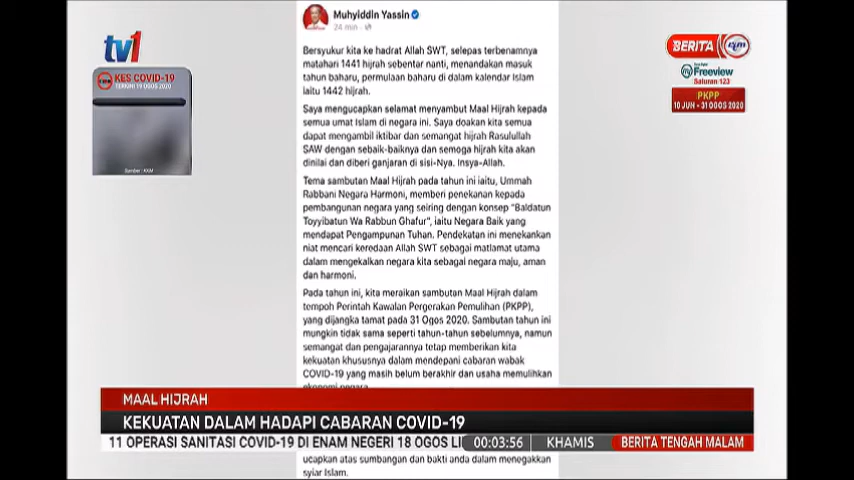 tv1
KES COVID-19
TERKINI 19 OGOS 2020
Sumber : KKM
Muhyiddin Yassin
24 min
Bersyukur kita ke hadrat Allah SWT, selepas terbenamnya
matahari 1441 hijrah sebentar nanti, menandakan masuk
tahun baharu, permulaan baharu di dalam kalendar Islam
iaitu 1442 hijrah.
Saya mengucapkan selamat menyambut Maal Hijrah kepada
semua umat Islam di negara ini. Saya doakan kita semua
dapat mengambil iktibar dan semangat hijrah Rasulullah
SAW dengan sebaik-baiknya dan semoga hijrah kita akan
dinilai dan diberi ganjaran di sisi-Nya. Insya-Allah.
Tema sambutan Maal Hijrah pada tahun ini iaitu, Ummah
Rabbani Negara Harmoni, memberi penekanan kepada
pembangunan negara yang seiring dengan konsep "Baldatun
Toyyibatun Wa Rabbun Ghafur", iaitu Negara Baik yang
mendapat Pengampunan Tuhan. Pendekatan ini menekankan
niat mencari keredaan Allah SWT sebagai matlamat utama
dalam mengekalkan negara kita sebagai negara maju, aman
dan harmoni.
Pada tahun ini, kita meraikan sambutan Maal Hijrah dalam
tempoh Perintah Kawalan Pergerakan Pemulihan (PKPP),
yang dijangka tamat pada 31 Ogos 2020. Sambutan tahun ini
mungkin tidak sama seperti tahun-tahun sebelumnya, namun
semangat dan pengajarannya tetap memberikan kita
kekuatan khususnya dalam mendepani cabaran wabak
COVID-19 yang masih belum berakhir dan usaha memulihkan
ekonomi negara.
BERITA rtm
Freeview
Saluran 123
PKPP
10 JUN - 31 OGOS 2020
MAAL HIJRAH
KEKUATAN DALAM HADAPI CABARAN COVID-19
11 OPERASI SANITASI COVID-19 DI ENAM NEGERI 18 OGOS LI
00:03:56 KHAMIS BERITA TENGAH MALAM
ucapkan atas sumbangan dan bakti anda dalam menegakkan
syiar Islam.